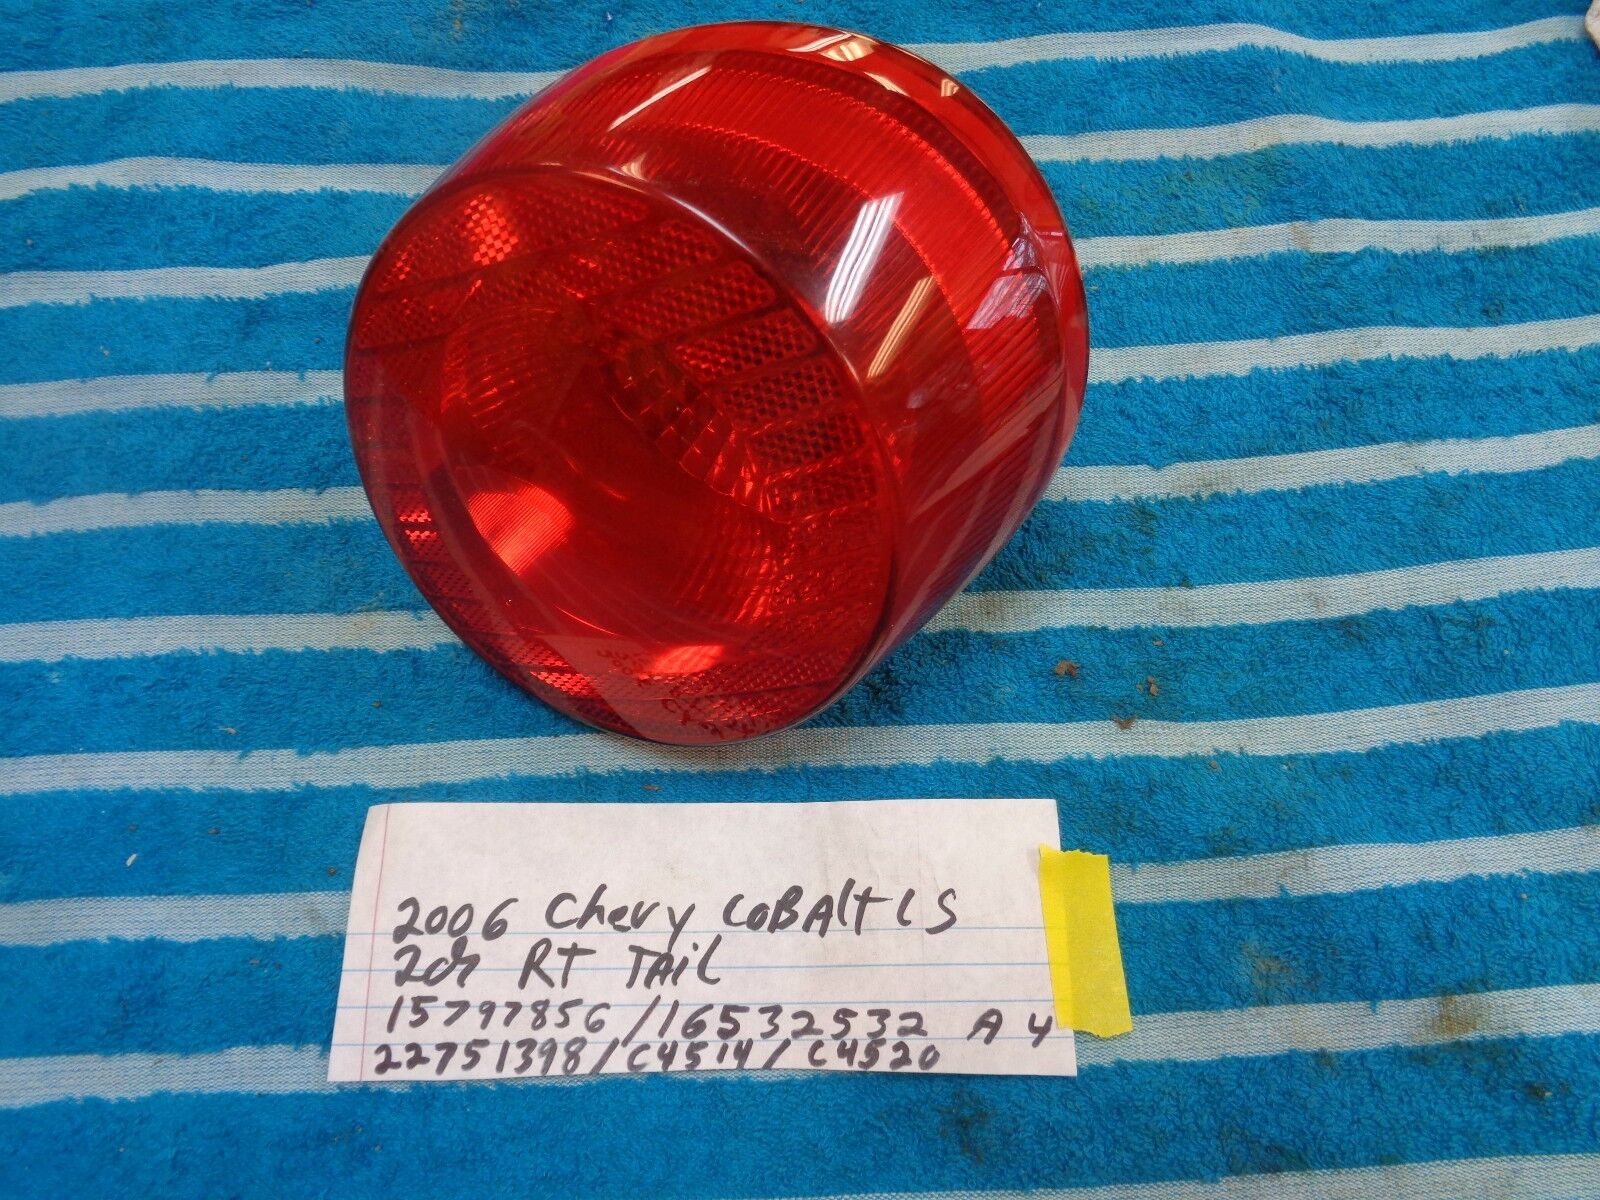 2006 Chevy CoBAlt LS
2dr RT TAiL
15797856 /16532532 A 4
22751398/C4514/C4520